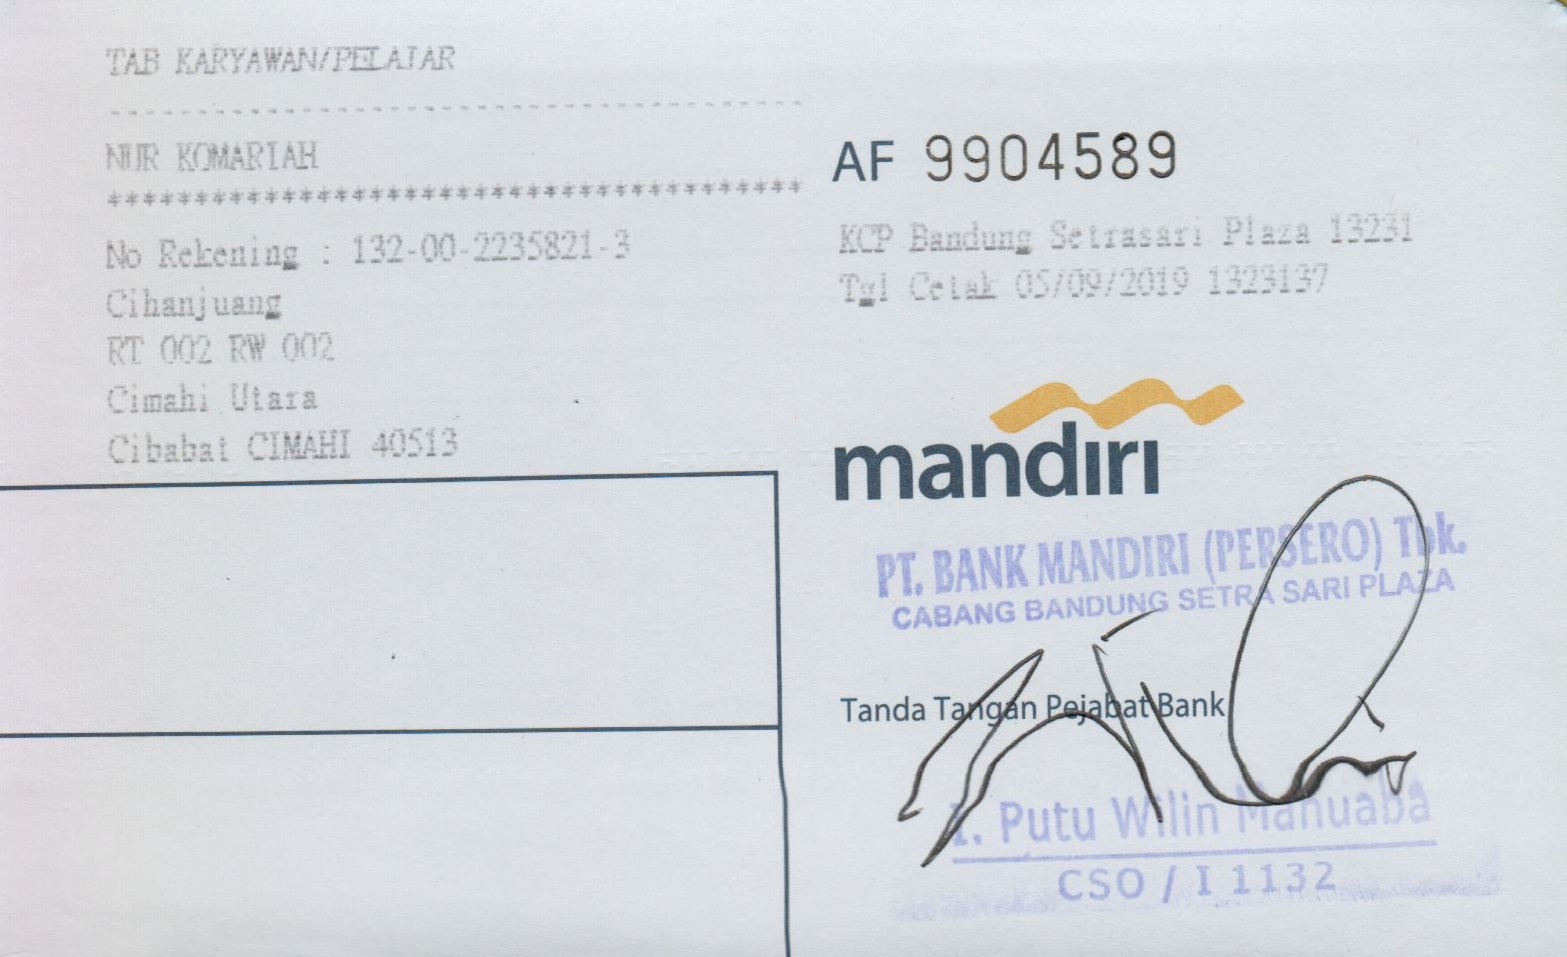 TAB KARYAWAN/PELAJAR
----------------------------------------
NUR KOMARIAH
****************************************
No Rekening : 132-00-2235821-3
Cihanjuang
RT 002 RW 002
Cimahi Utara
Cibabat CIMAHI 40513
AF 9904589
KCP Bandung Setrasari Plaza 13231
Tgl Cetak 05/09/2019 1323137
mandiri
PT. BANK MANDIRI (PERSERO) Tbk.
CABANG BANDUNG SETRA SARI PLAZA
Tanda Tangan Pejabat Bank
I. Putu Wilin Mahuaba
CSO / I 1132